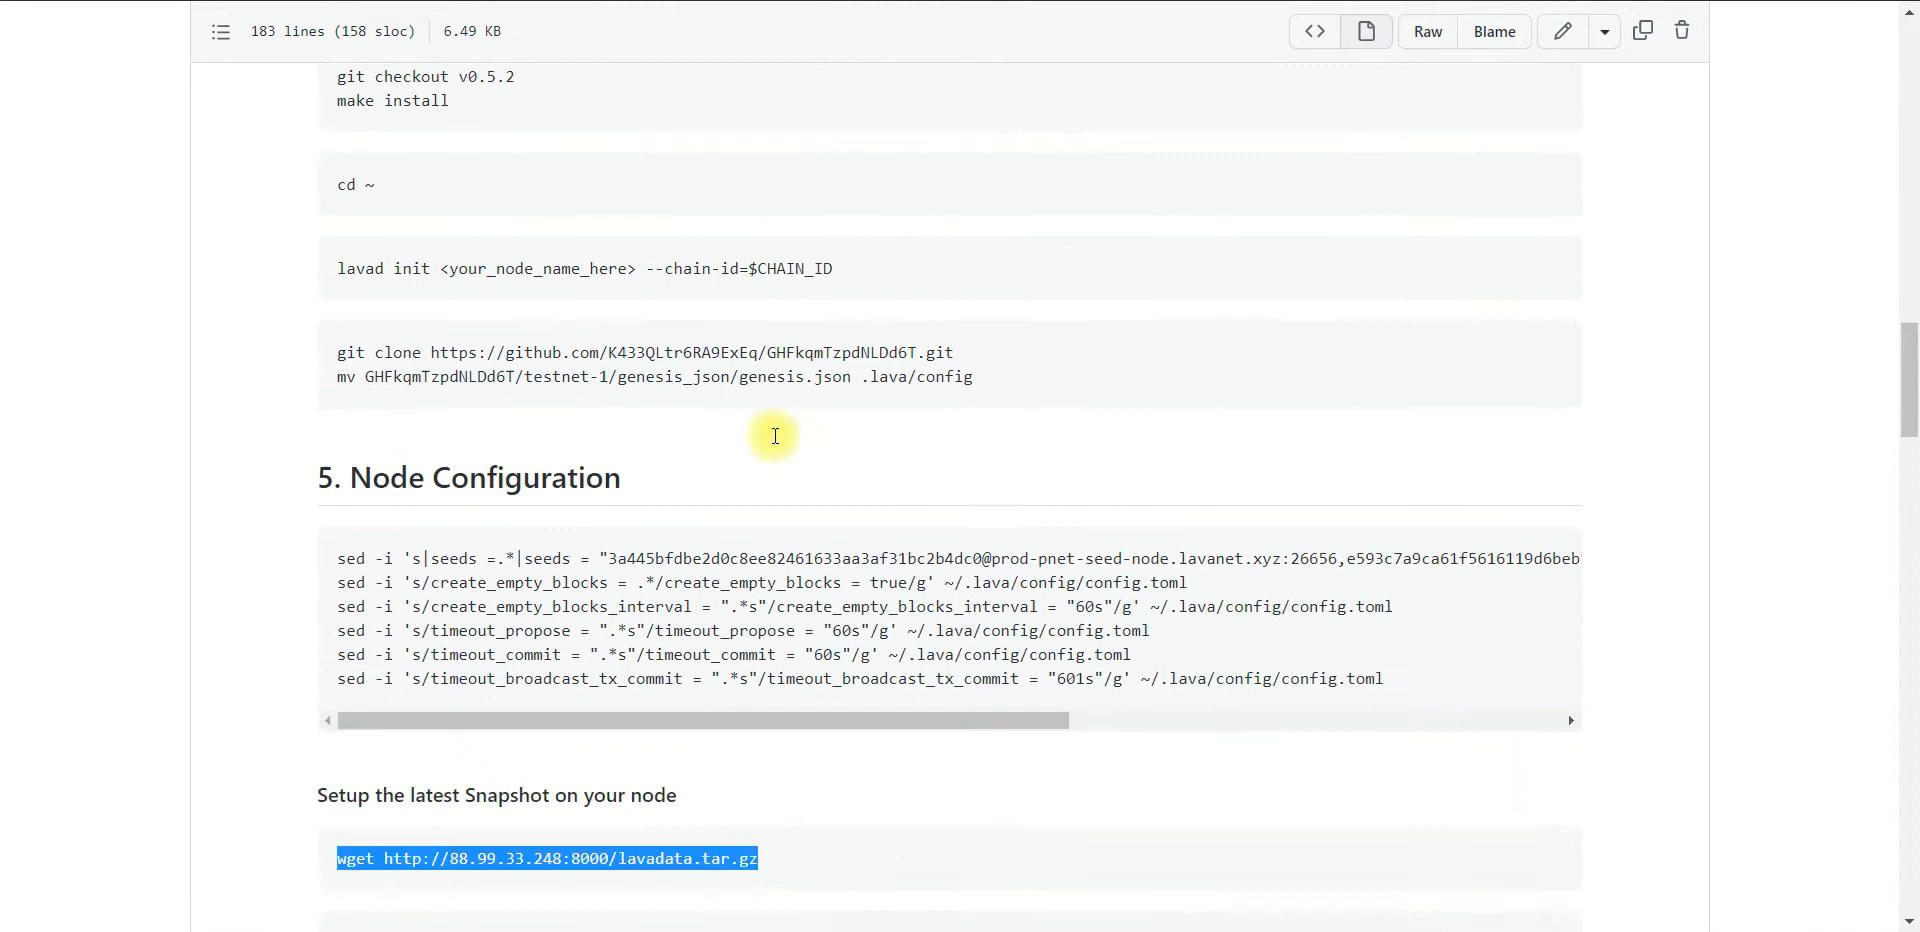 183 lines (158 sloc) 6.49 KB Raw Blame
git checkout v0.5.2
make install
cd ~
lavad init <your_node_name_here> --chain-id=$CHAIN_ID
git clone https://github.com/K433QLtr6RA9ExEq/GHFkqmTzpdNLDd6T.git
mv GHFkqmTzpdNLDd6T/testnet-1/genesis_json/genesis.json .lava/config
5. Node Configuration
sed -i 's|seeds =.*|seeds = "3a445bfdbe2d0c8ee82461633aa3af31bc2b4dc0@prod-pnet-seed-node.lavanet.xyz:26656,e593c7a9ca61f5616119d6beb
sed -i 's/create_empty_blocks = .*/create_empty_blocks = true/g' ~/.lava/config/config.toml
sed -i 's/create_empty_blocks_interval = ".*s"/create_empty_blocks_interval = "60s"/g' ~/.lava/config/config.toml
sed -i 's/timeout_propose = ".*s"/timeout_propose = "60s"/g' ~/.lava/config/config.toml
sed -i 's/timeout_commit = ".*s"/timeout_commit = "60s"/g' ~/.lava/config/config.toml
sed -i 's/timeout_broadcast_tx_commit = ".*s"/timeout_broadcast_tx_commit = "601s"/g' ~/.lava/config/config.toml
Setup the latest Snapshot on your node
wget http://88.99.33.248:8000/lavadata.tar.gz